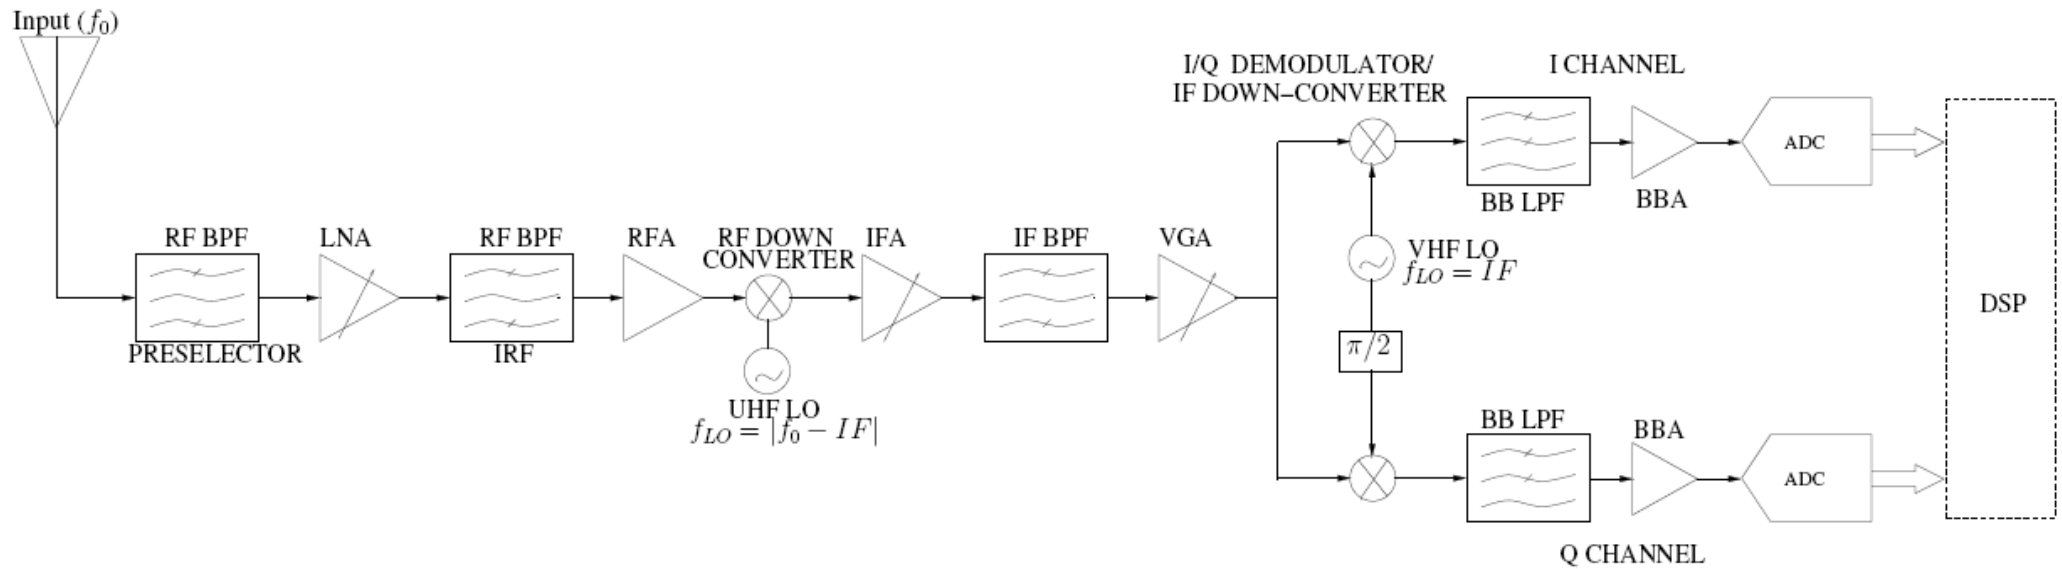 Input (f₀)
I/Q DEMODULATOR/
IF DOWN–CONVERTER
I CHANNEL
ADC
BB LPF
BBA
RF BPF
LNA
RF BPF
RFA
RF DOWN
CONVERTER
IFA
IF BPF
VGA
VHF LO
f_LO = IF
DSP
PRESELECTOR
IRF
π/2
UHF LO
f_LO = |f₀ − IF|
BB LPF
BBA
ADC
Q CHANNEL